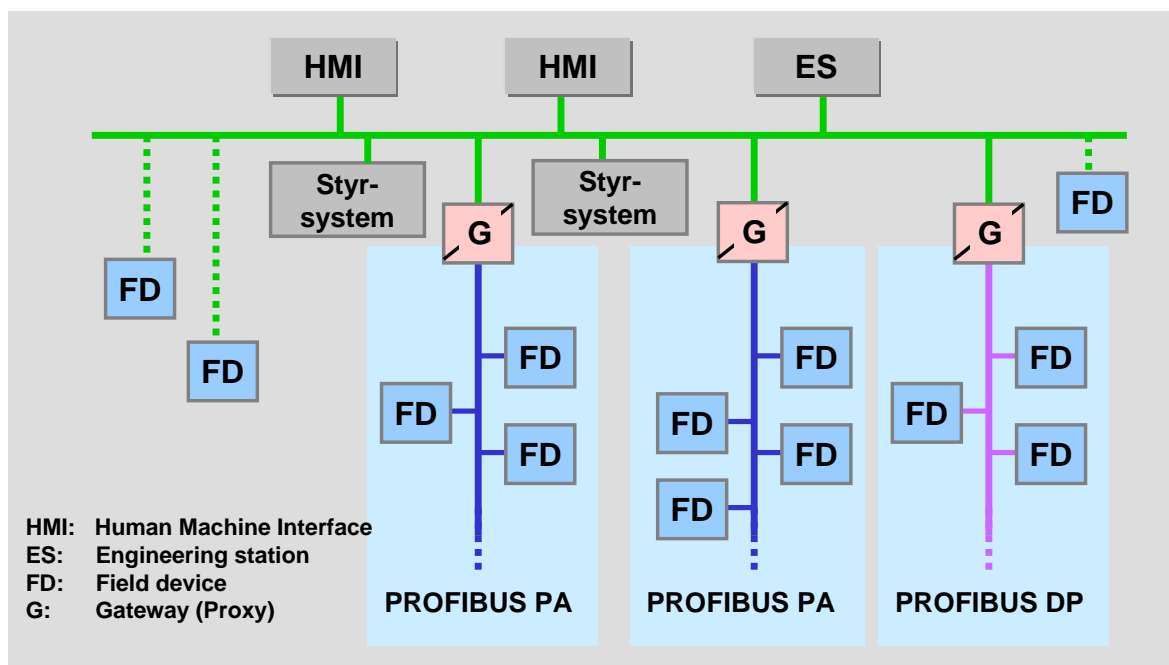 HMI
HMI
ES
Styr-
system
Styr-
system
FD
G
G
G
FD
FD
FD
FD
FD
FD
FD
FD
FD
FD
FD
FD
FD
HMI: Human Machine Interface
ES: Engineering station
FD: Field device
G: Gateway (Proxy)
PROFIBUS PA
PROFIBUS PA
PROFIBUS DP